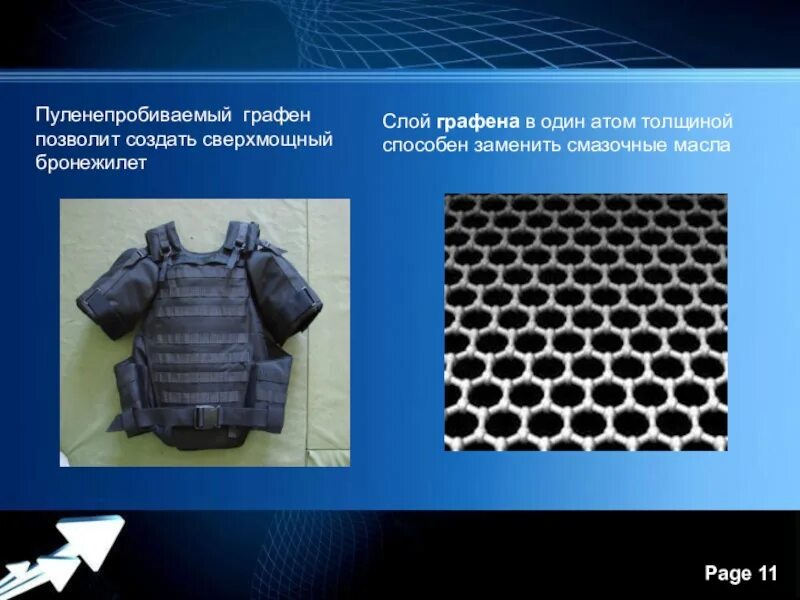 Пуленепробиваемый графен
позволит создать сверхмощный
бронежилет
Слой графена в один атом толщиной
способен заменить смазочные масла
Page 11